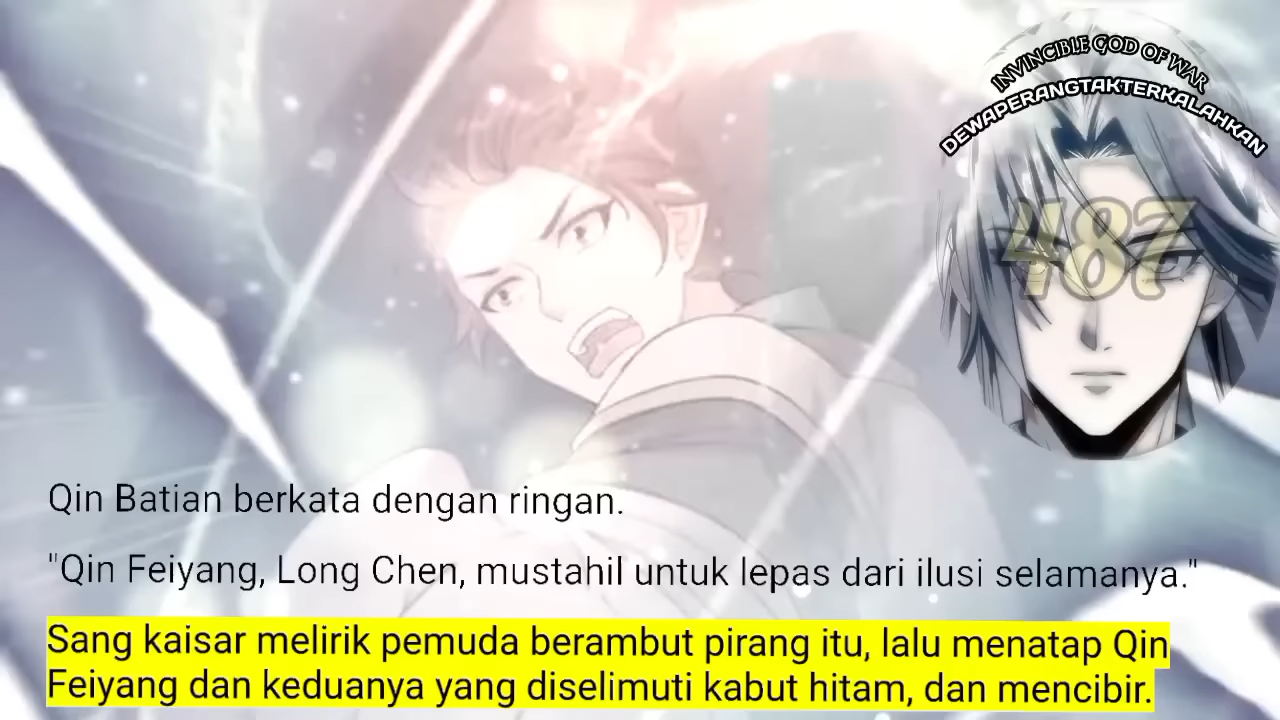 INVINCIBLE GOD OF WAR
DEWAPERANGTAKTERKALAHKAN
487
Qin Batian berkata dengan ringan.
"Qin Feiyang, Long Chen, mustahil untuk lepas dari ilusi selamanya."
Sang kaisar melirik pemuda berambut pirang itu, lalu menatap Qin
Feiyang dan keduanya yang diselimuti kabut hitam, dan mencibir.